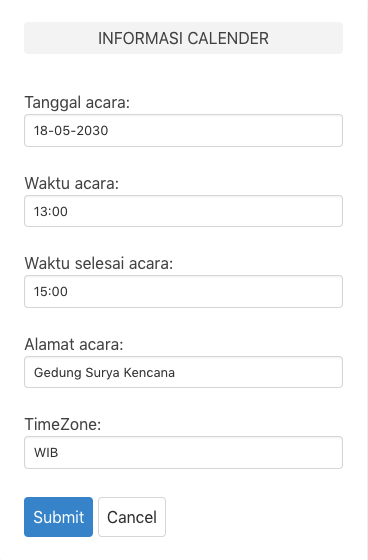 INFORMASI CALENDER
Tanggal acara:
18-05-2030
Waktu acara:
13:00
Waktu selesai acara:
15:00
Alamat acara:
Gedung Surya Kencana
TimeZone:
WIB
Submit Cancel